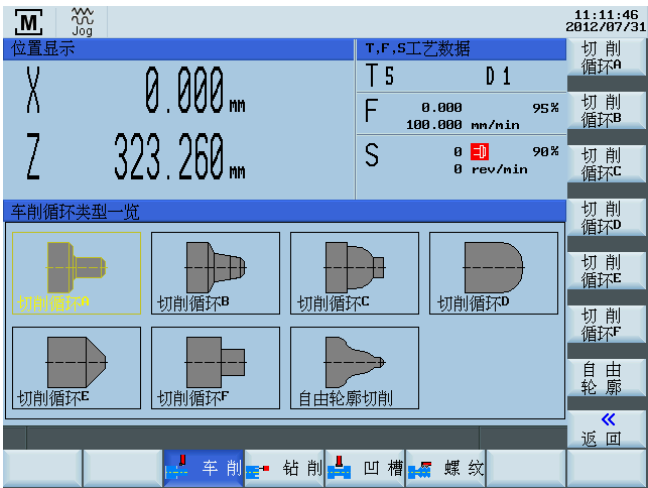 M
Jog
11:11:46
2012/07/31
位置显示
X 0.000 MM
Z 323.260 MM
T,F,S工艺数据
T 5 D 1
F 0.000 95%
100.000 mm/min
S 0 90%
0 rev/min
车削循环类型一览
切削循环A
切削循环B
切削循环C
切削循环D
切削循环E
切削循环F
自由轮廓切削
切 削
循环A
切 削
循环B
切 削
循环C
切 削
循环D
切 削
循环E
切 削
循环F
自 由
轮 廓
«
返 回
车 削
钻 削
凹 槽
螺 纹